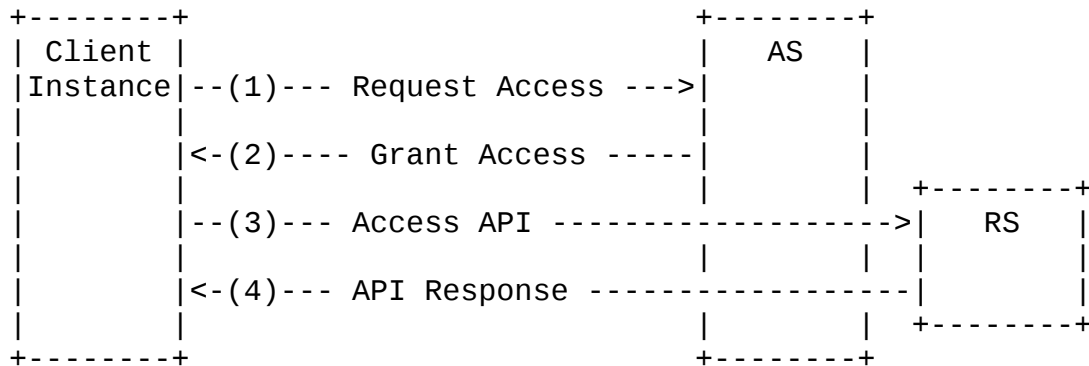 +--------+                                  +--------+
| Client |                                  |   AS   |
|Instance|--(1)--- Request Access --->|        |
|        |                                  |        |
|        |<-(2)---- Grant Access -----|        |
|        |                                  |        |  +--------+
|        |--(3)--- Access API ------------------->|   RS   |
|        |                                  |        |  |        |
|        |<-(4)--- API Response ------------------|        |
|        |                                  |        |  +--------+
+--------+                                  +--------+